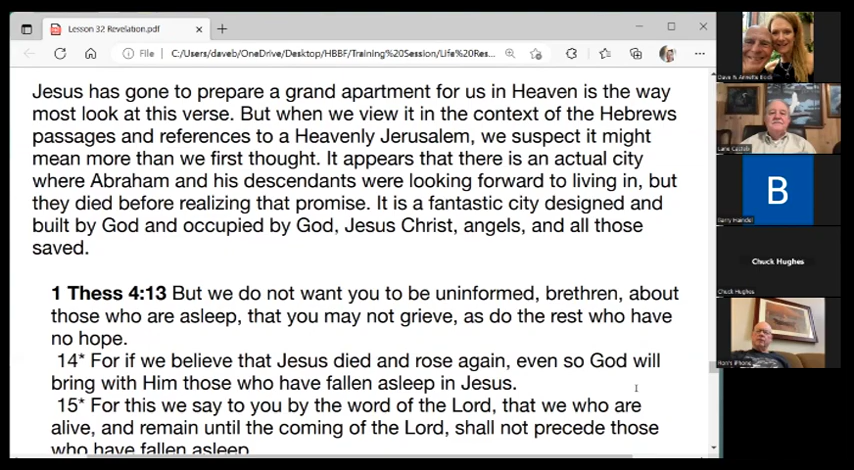 Lesson 32 Revelation.pdf
File
C:/Users/daveb/OneDrive/Desktop/HBBF/Training%20Session/Life%20Res...
Jesus has gone to prepare a grand apartment for us in Heaven is the way
most look at this verse. But when we view it in the context of the Hebrews
passages and references to a Heavenly Jerusalem, we suspect it might
mean more than we first thought. It appears that there is an actual city
where Abraham and his descendants were looking forward to living in, but
they died before realizing that promise. It is a fantastic city designed and
built by God and occupied by God, Jesus Christ, angels, and all those
saved.
1 Thess 4:13 But we do not want you to be uninformed, brethren, about
those who are asleep, that you may not grieve, as do the rest who have
no hope.
14* For if we believe that Jesus died and rose again, even so God will
bring with Him those who have fallen asleep in Jesus.
15* For this we say to you by the word of the Lord, that we who are
alive, and remain until the coming of the Lord, shall not precede those
who have fallen asleep
B
Chuck Hughes
Chuck Hughes